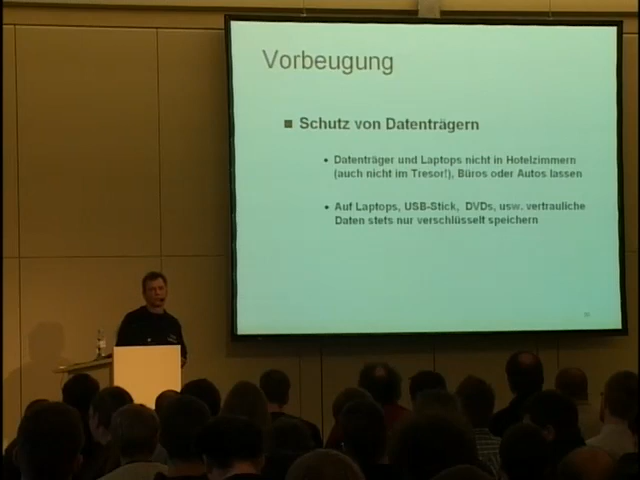 Vorbeugung
Schutz von Datenträgern
Datenträger und Laptops nicht in Hotelzimmern
(auch nicht im Tresor!), Büros oder Autos lassen
Auf Laptops, USB-Stick, DVDs, usw. vertrauliche
Daten stets nur verschlüsselt speichern